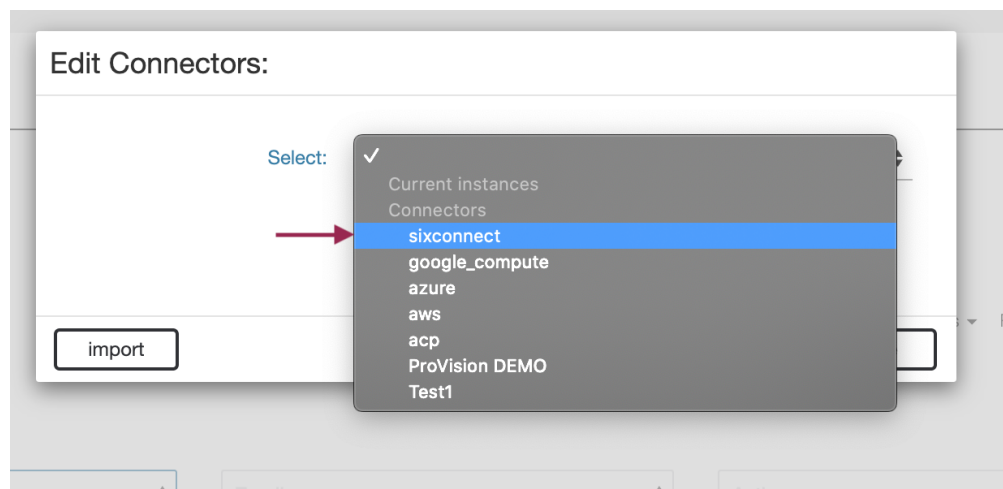 Edit Connectors:
Select:
Current instances
Connectors
sixconnect
google_compute
azure
aws
acp
ProVision DEMO
Test1
import